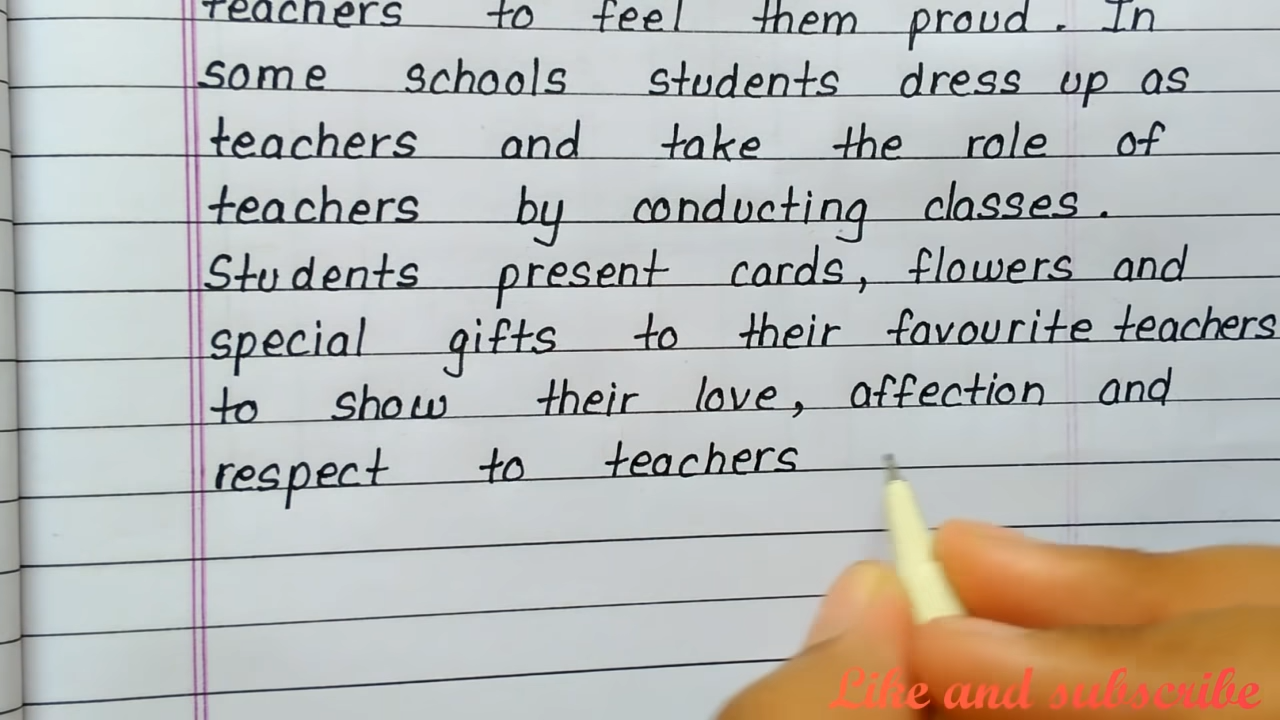 teachers to feel them proud. In
some schools students dress up as
teachers and take the role of
teachers by conducting classes.
Students present cards, flowers and
special gifts to their favourite teachers
to show their love, affection and
respect to teachers
Like and subscribe